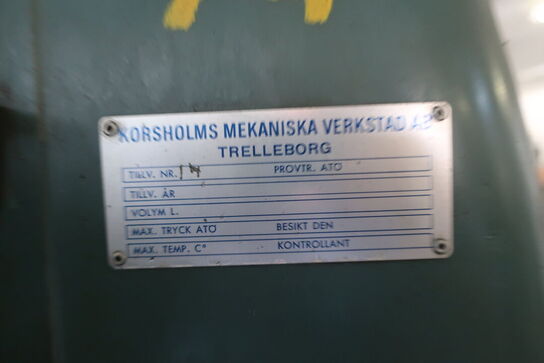 KORSHOLMS MEKANISKA VERKSTAD AB
TRELLEBORG
TILLV. NR. 14 PROVTR. ATÖ
TILLV. ÅR
VOLYM L.
MAX. TRYCK ATÖ BESIKT DEN
MAX. TEMP. C° KONTROLLANT